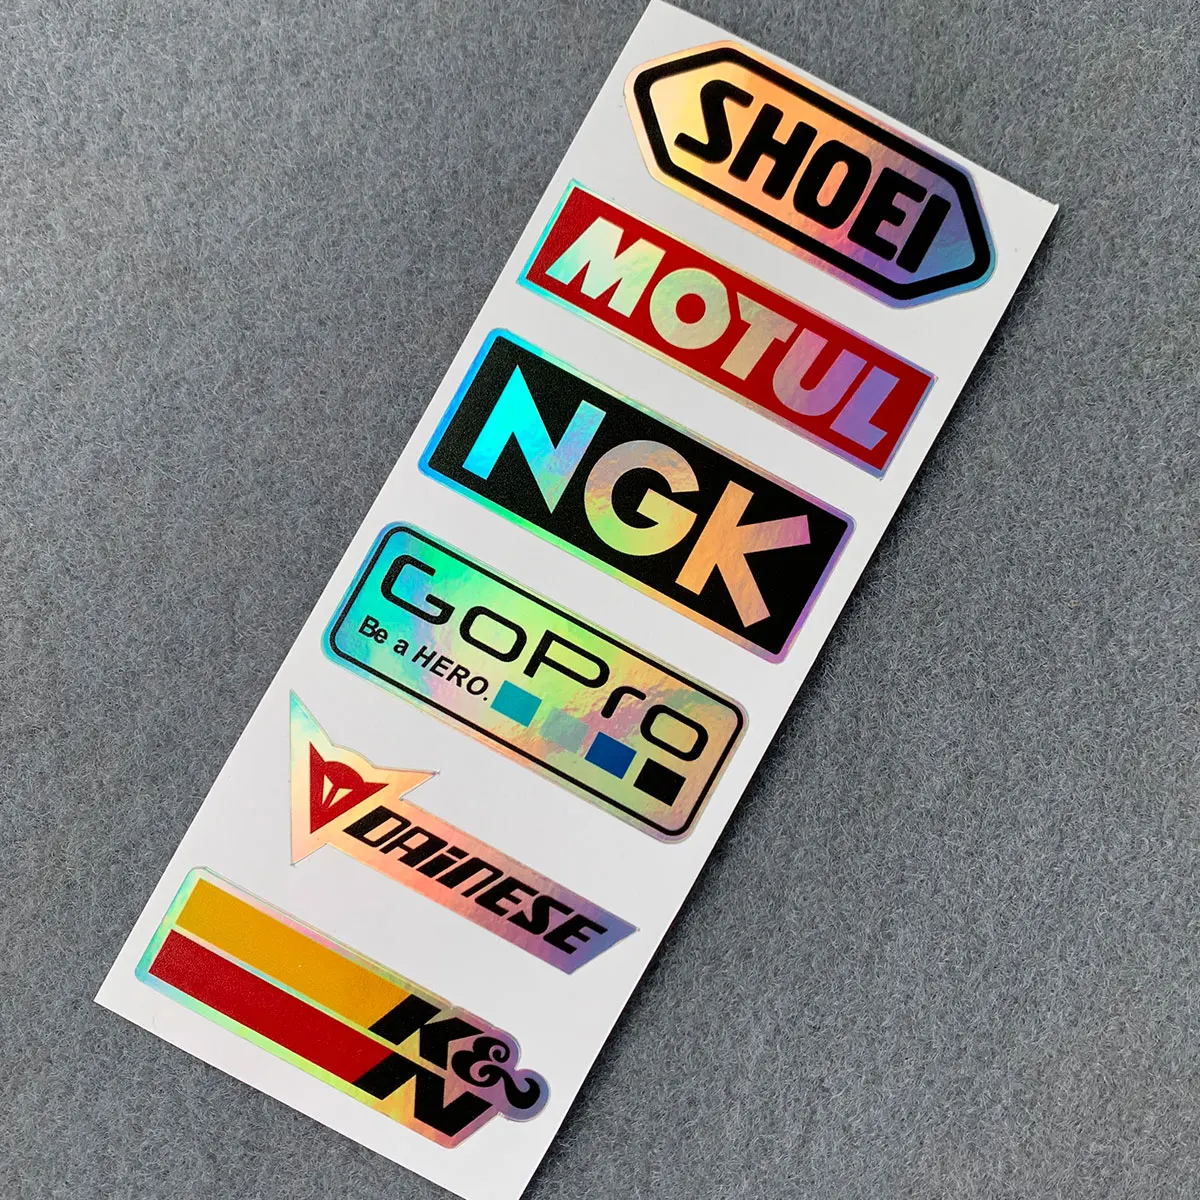 SHOEI
MOTUL
NGK
GoPro
Be a HERO.
DAiNESE
K&
N